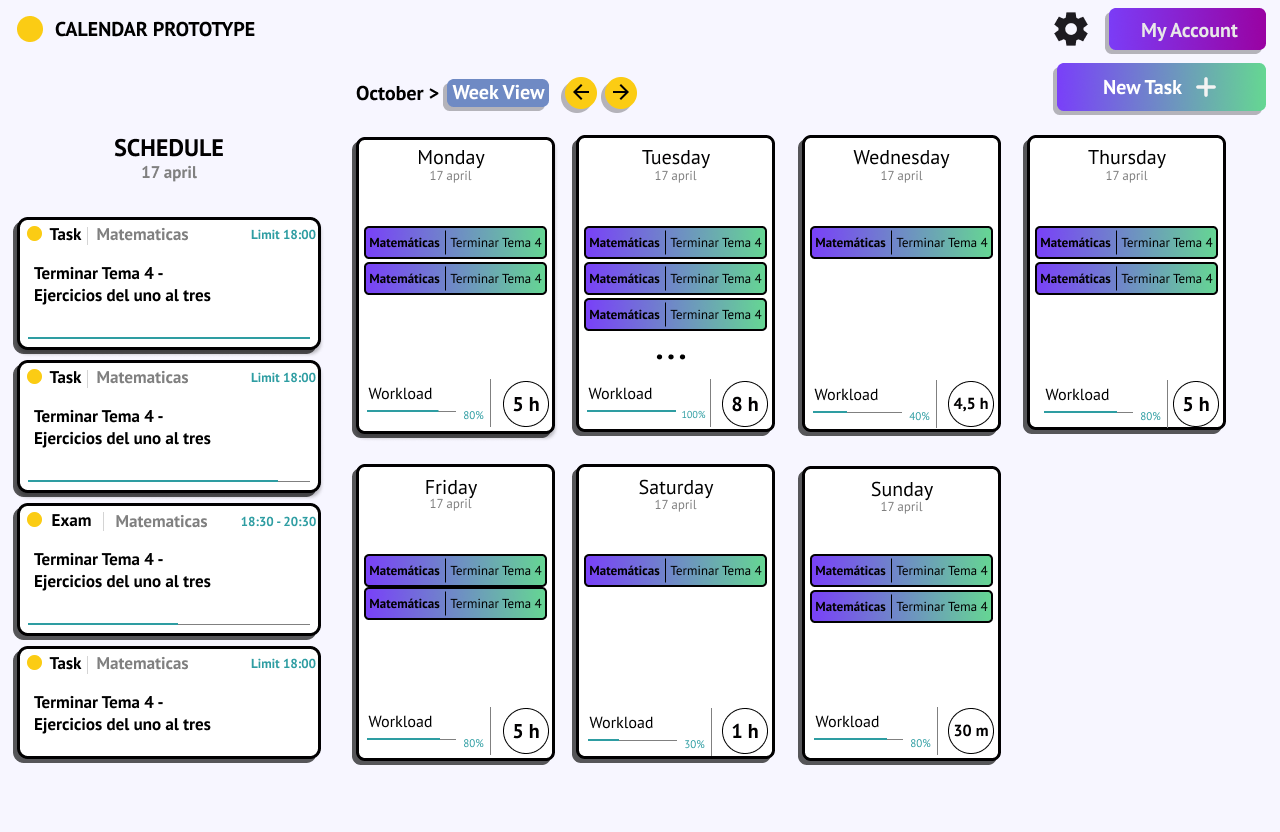 CALENDAR PROTOTYPE
My Account
October > Week View
New Task
SCHEDULE
17 april
Task Matematicas Limit 18:00
Terminar Tema 4 -
Ejercicios del uno al tres
Task Matematicas Limit 18:00
Terminar Tema 4 -
Ejercicios del uno al tres
Exam Matematicas 18:30 - 20:30
Terminar Tema 4 -
Ejercicios del uno al tres
Task Matematicas Limit 18:00
Terminar Tema 4 -
Ejercicios del uno al tres
Monday
17 april
Matemáticas Terminar Tema 4
Matemáticas Terminar Tema 4
Workload
80%
5 h
Tuesday
17 april
Matemáticas Terminar Tema 4
Matemáticas Terminar Tema 4
Matemáticas Terminar Tema 4
...
Workload
100%
8 h
Wednesday
17 april
Matemáticas Terminar Tema 4
Workload
40%
4,5 h
Thursday
17 april
Matemáticas Terminar Tema 4
Matemáticas Terminar Tema 4
Workload
80%
5 h
Friday
17 april
Matemáticas Terminar Tema 4
Matemáticas Terminar Tema 4
Workload
80%
5 h
Saturday
17 april
Matemáticas Terminar Tema 4
Workload
30%
1 h
Sunday
17 april
Matemáticas Terminar Tema 4
Matemáticas Terminar Tema 4
Workload
80%
30 m